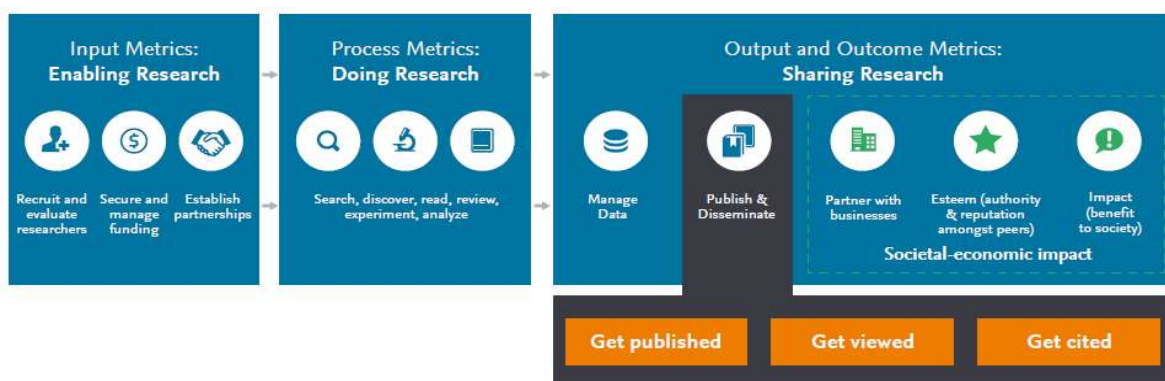 Input Metrics:
Enabling Research
Recruit and
evaluate
researchers
Secure and
manage
funding
Establish
partnerships
Process Metrics:
Doing Research
Search, discover, read, review,
experiment, analyze
Output and Outcome Metrics:
Sharing Research
Manage
Data
Publish &
Disseminate
Partner with
businesses
Esteem (authority
& reputation
amongst peers)
Impact
(benefit
to society)
Societal-economic impact
Get published
Get viewed
Get cited